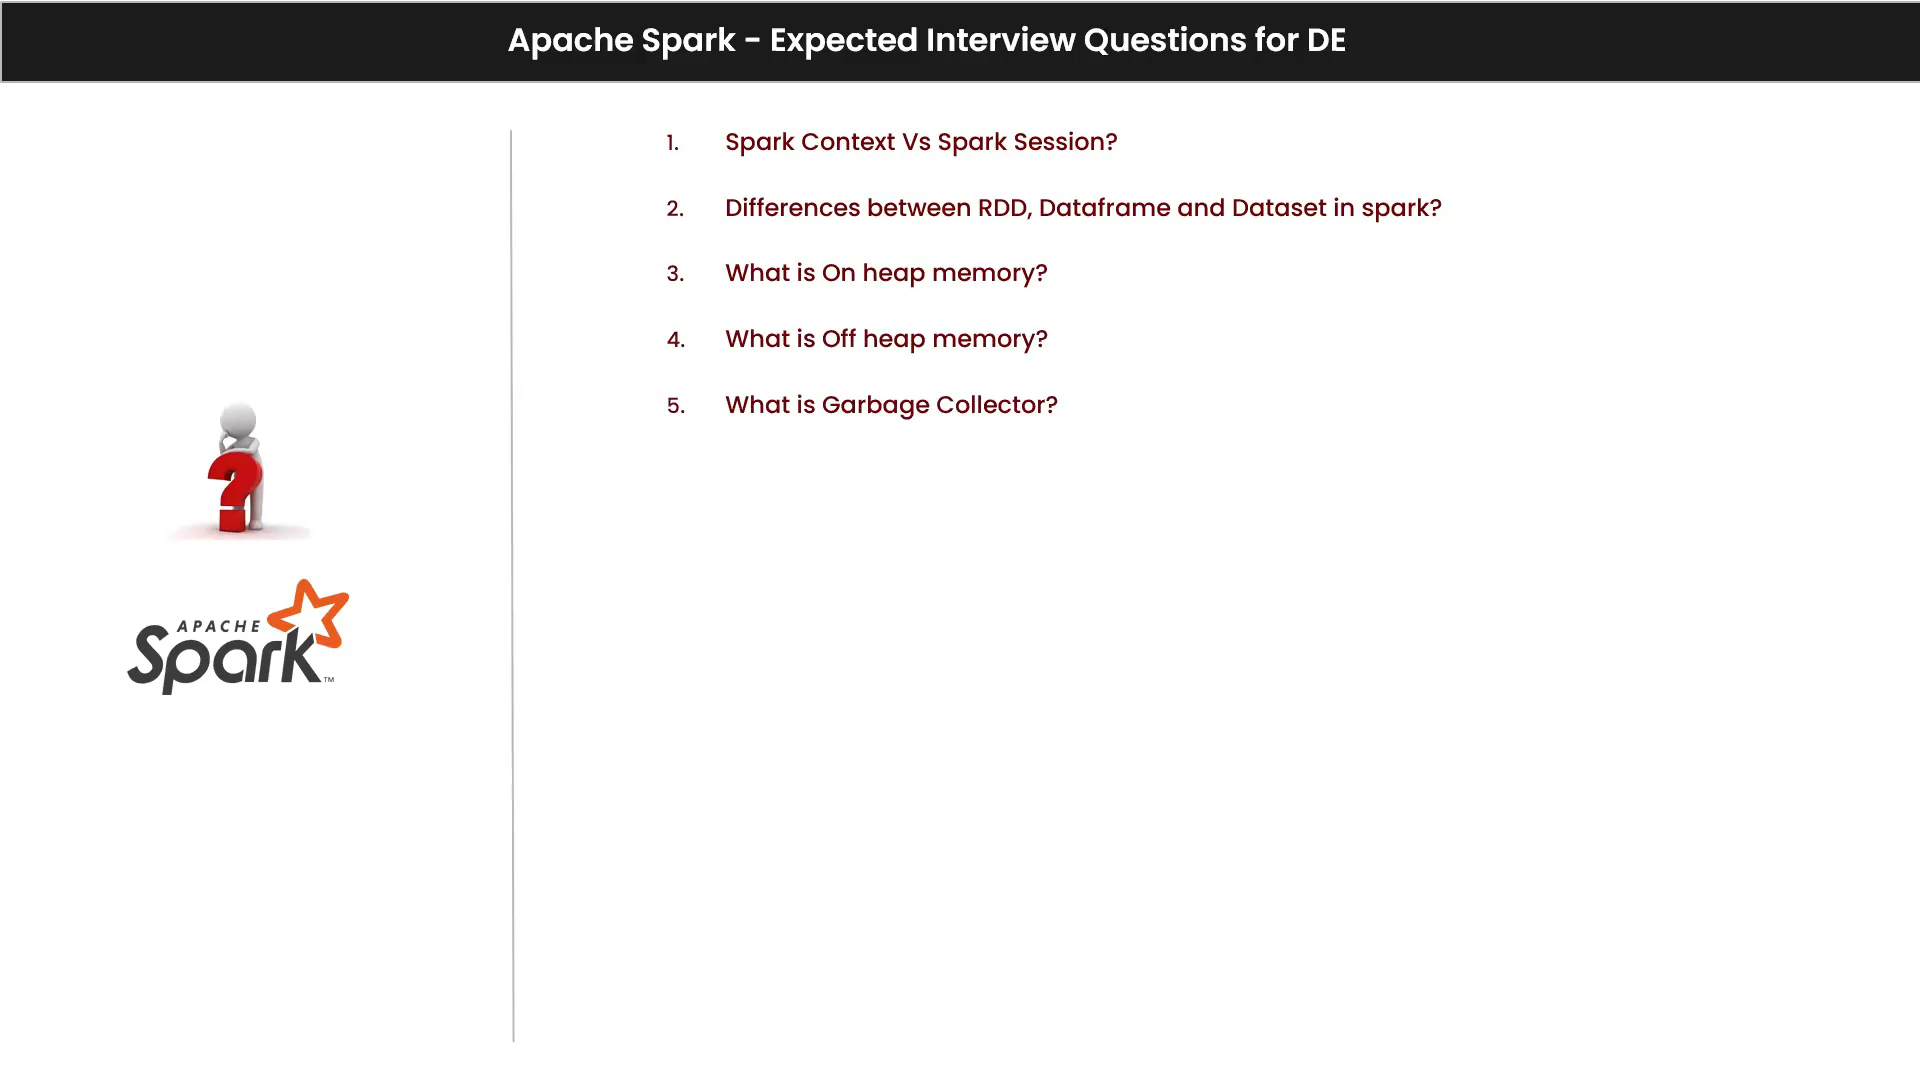 Apache Spark - Expected Interview Questions for DE
1. Spark Context Vs Spark Session?
2. Differences between RDD, Dataframe and Dataset in spark?
3. What is On heap memory?
4. What is Off heap memory?
5. What is Garbage Collector?
?
APACHE
Spark™